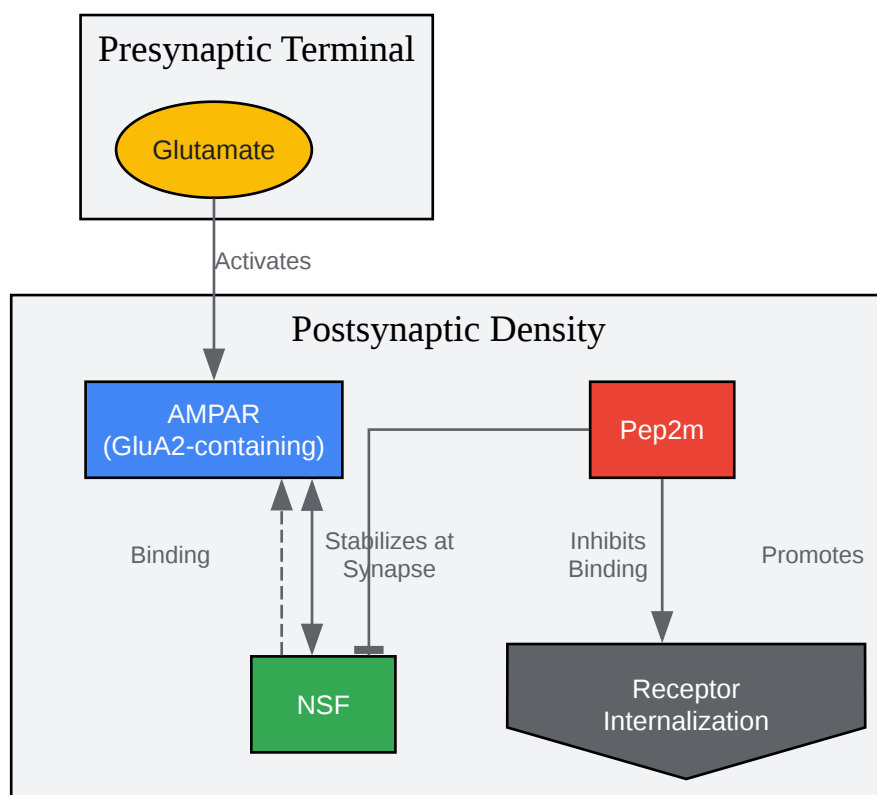 Presynaptic Terminal
Glutamate
Activates
Postsynaptic Density
AMPAR
(GluA2-containing)
Pep2m
Binding
Stabilizes at
Synapse
Inhibits
Binding
Promotes
NSF
Receptor
Internalization